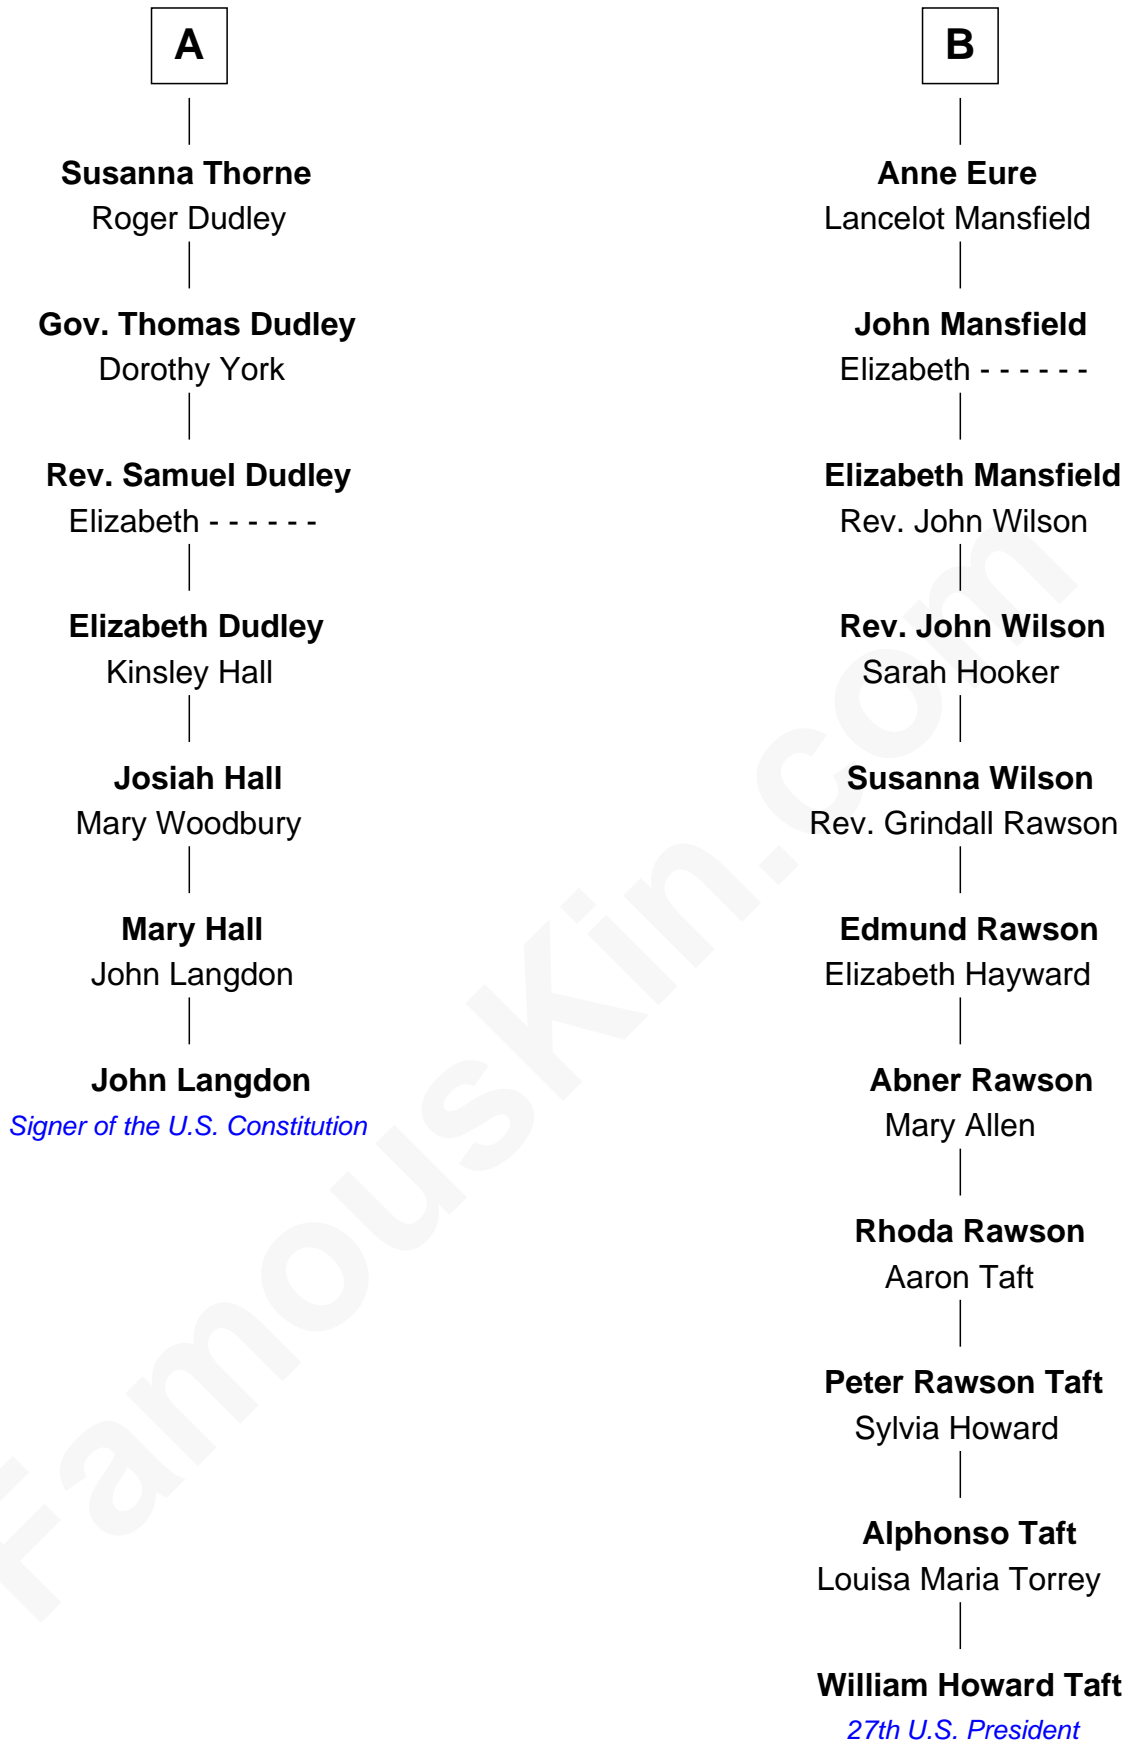 A
Susanna Thorne
Roger Dudley
Gov. Thomas Dudley
Dorothy York
Rev. Samuel Dudley
Elizabeth - - - - - -
Elizabeth Dudley
Kinsley Hall
Josiah Hall
Mary Woodbury
Mary Hall
John Langdon
John Langdon
Signer of the U.S. Constitution
B
Anne Eure
Lancelot Mansfield
John Mansfield
Elizabeth - - - - - -
Elizabeth Mansfield
Rev. John Wilson
Rev. John Wilson
Sarah Hooker
Susanna Wilson
Rev. Grindall Rawson
Edmund Rawson
Elizabeth Hayward
Abner Rawson
Mary Allen
Rhoda Rawson
Aaron Taft
Peter Rawson Taft
Sylvia Howard
Alphonso Taft
Louisa Maria Torrey
William Howard Taft
27th U.S. President
FamousKin.com